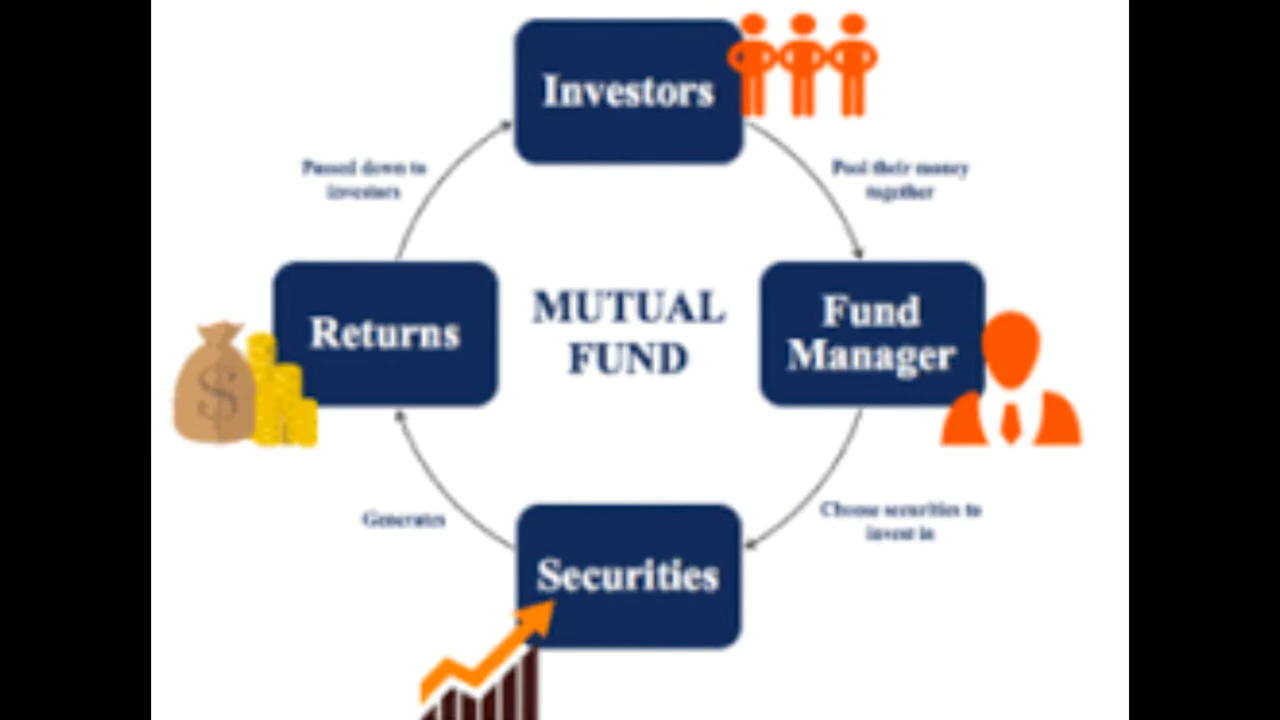 Investors
Passed down to
investors
Pool their money
together
Returns
MUTUAL
FUND
Fund
Manager
Generates
Choose securities to
invest in
Securities
$